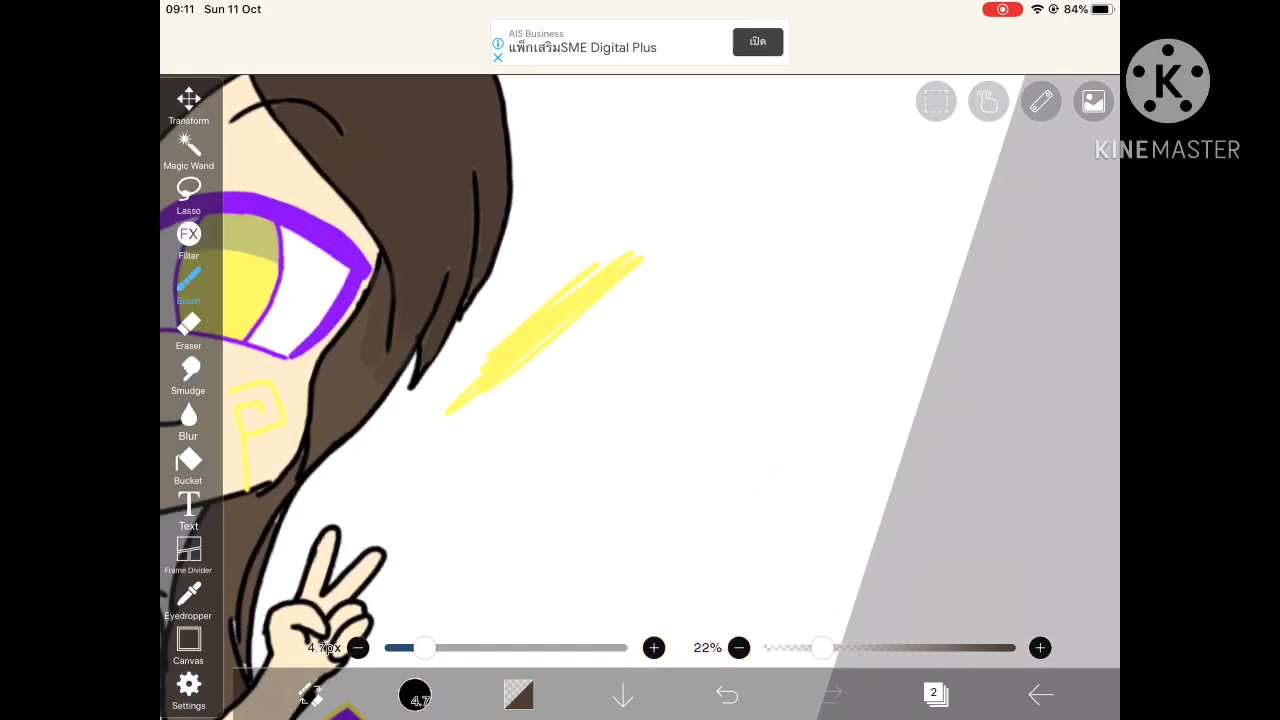 09:11 Sun 11 Oct
84%
AIS Business
แพ็กเสริมSME Digital Plus
เปิด
K
KINEMASTER
Transform
Magic Wand
Lasso
FX
Filter
Brush
Eraser
Smudge
Blur
Bucket
T
Text
Frame Divider
Eyedropper
Canvas
Settings
4.7px
22%
4.7
2